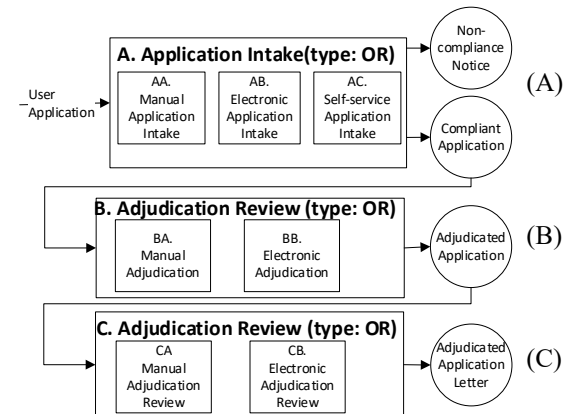 A. Application Intake(type: OR)
User
Application
AA.
Manual
Application
Intake
AB.
Electronic
Application
Intake
AC.
Self-service
Application
Intake
Non-
compliance
Notice
Compliant
Application
(A)
B. Adjudication Review (type: OR)
BA.
Manual
Adjudication
BB.
Electronic
Adjudication
Adjudicated
Application
(B)
C. Adjudication Review (type: OR)
CA
Manual
Adjudication
Review
CB.
Electronic
Adjudication
Review
Adjudicated
Application
Letter
(C)